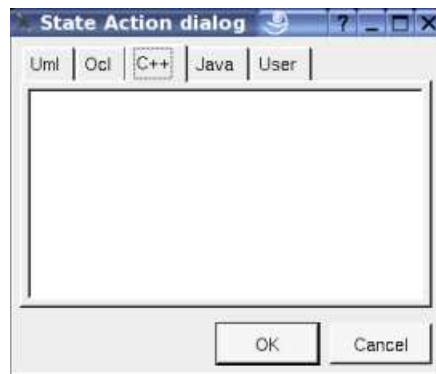 State Action dialog ? _ X
Uml Ocl C++ Java User
OK Cancel